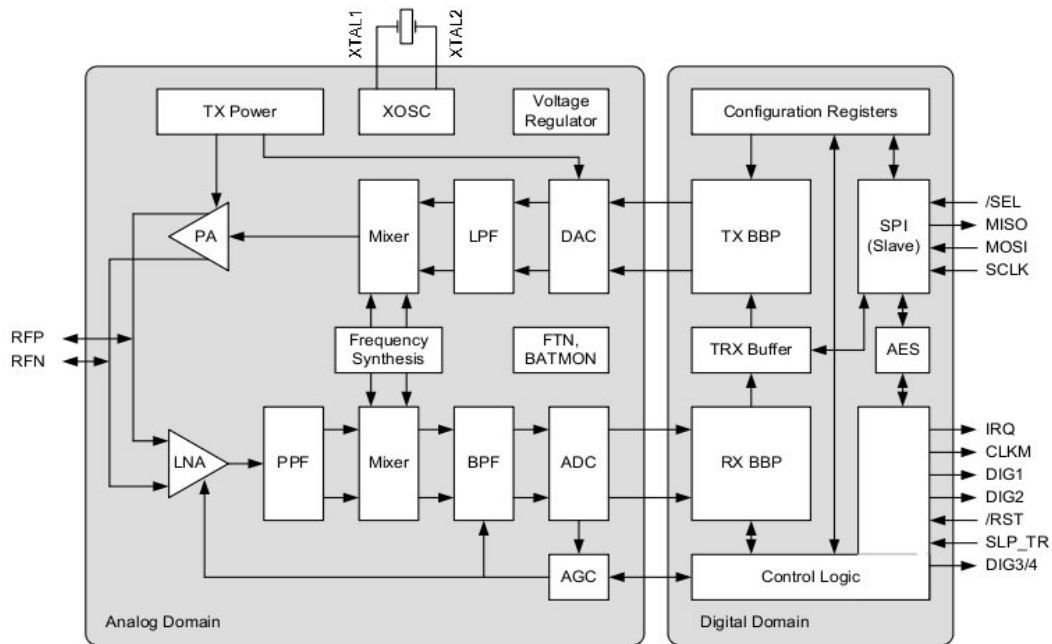 XTAL1
XTAL2
TX Power
XOSC
Voltage
Regulator
Configuration Registers
PA
Mixer
LPF
DAC
TX BBP
SPI
(Slave)
/SEL
MISO
MOSI
SCLK
RFP
RFN
Frequency
Synthesis
FTN,
BATMON
TRX Buffer
AES
LNA
PPF
Mixer
BPF
ADC
RX BBP
IRQ
CLKM
DIG1
DIG2
/RST
SLP_TR
DIG3/4
AGC
Control Logic
Analog Domain
Digital Domain